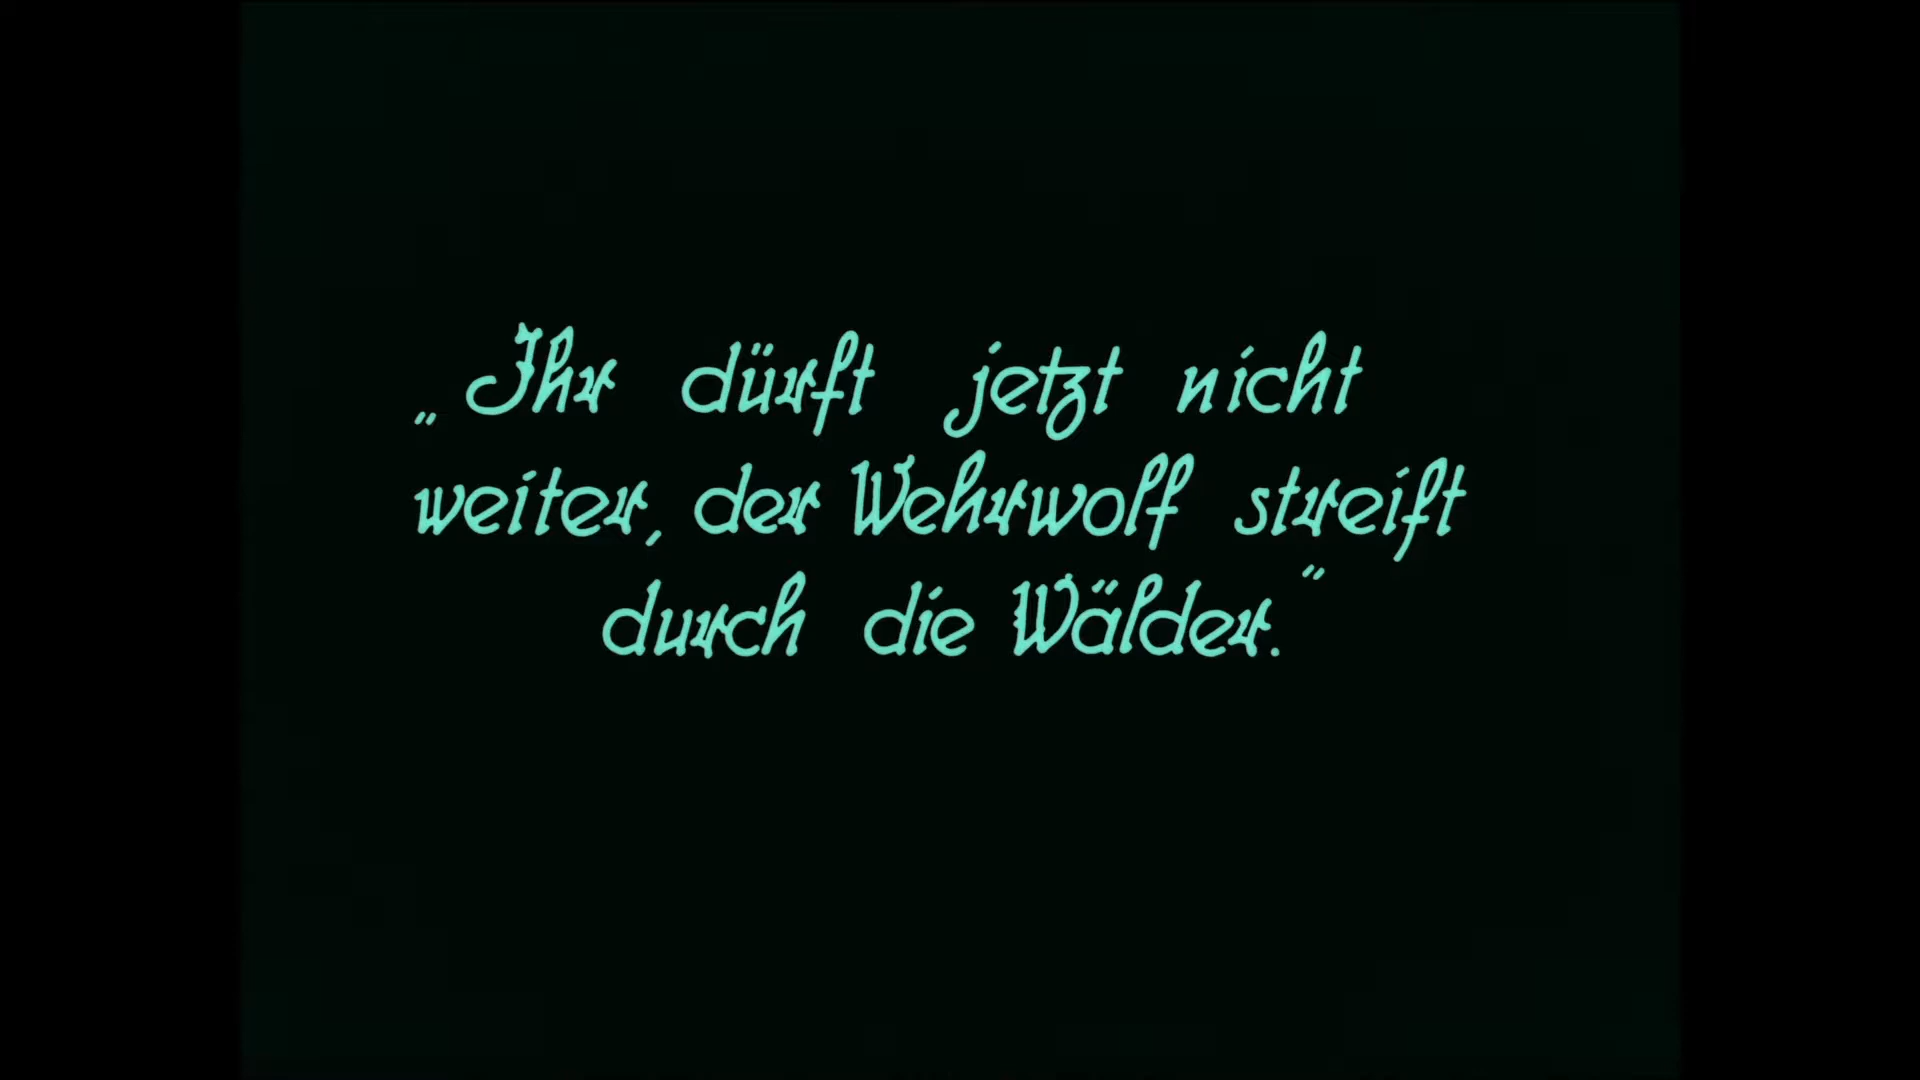 „Ihr dürft jetzt nicht
weiter, der Wehrwolf streift
durch die Wälder.“